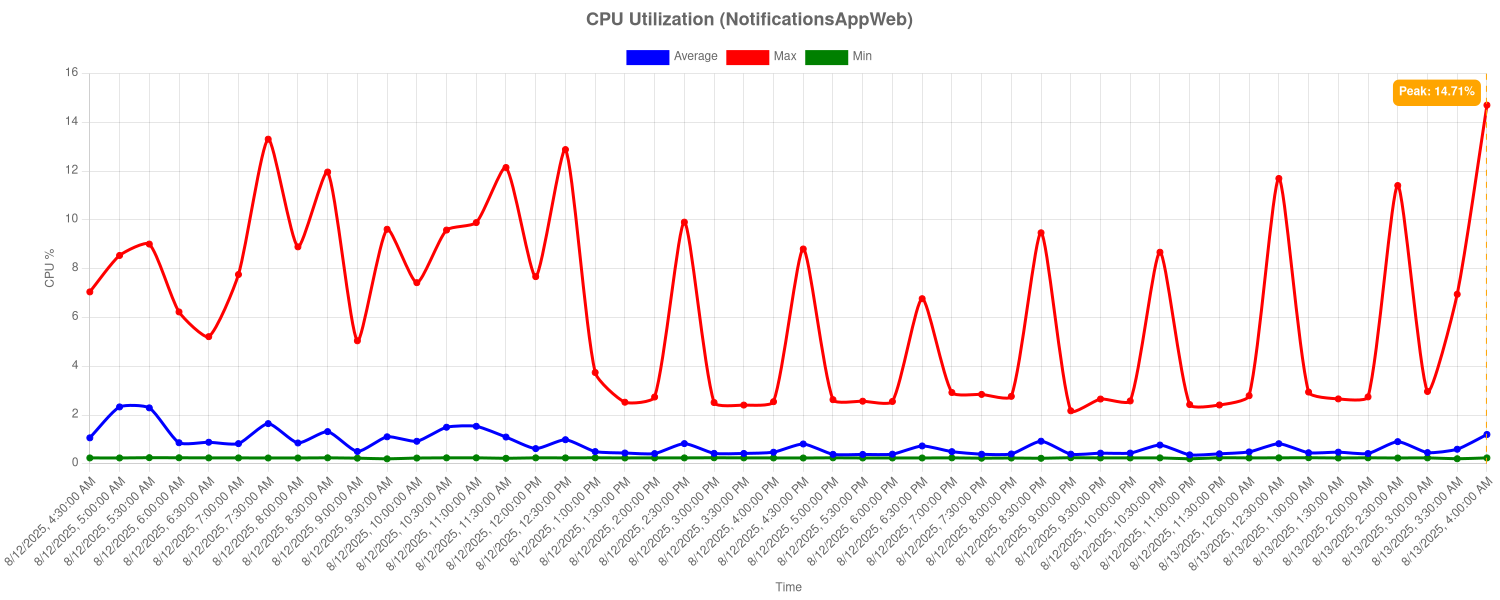 CPU Utilization (NotificationsAppWeb)
Average Max Min
Peak: 14.71%
16
14
12
10
8
6
4
2
0
CPU %
8/12/2025, 4:30:00 AM
8/12/2025, 5:00:00 AM
8/12/2025, 5:30:00 AM
8/12/2025, 6:00:00 AM
8/12/2025, 6:30:00 AM
8/12/2025, 7:00:00 AM
8/12/2025, 7:30:00 AM
8/12/2025, 8:00:00 AM
8/12/2025, 8:30:00 AM
8/12/2025, 9:00:00 AM
8/12/2025, 9:30:00 AM
8/12/2025, 10:00:00 AM
8/12/2025, 10:30:00 AM
8/12/2025, 11:00:00 AM
8/12/2025, 11:30:00 AM
8/12/2025, 12:00:00 PM
8/12/2025, 12:30:00 PM
8/12/2025, 1:00:00 PM
8/12/2025, 1:30:00 PM
8/12/2025, 2:00:00 PM
8/12/2025, 2:30:00 PM
8/12/2025, 3:00:00 PM
8/12/2025, 3:30:00 PM
8/12/2025, 4:00:00 PM
8/12/2025, 4:30:00 PM
8/12/2025, 5:00:00 PM
8/12/2025, 5:30:00 PM
8/12/2025, 6:00:00 PM
8/12/2025, 6:30:00 PM
8/12/2025, 7:00:00 PM
8/12/2025, 7:30:00 PM
8/12/2025, 8:00:00 PM
8/12/2025, 8:30:00 PM
8/12/2025, 9:00:00 PM
8/12/2025, 9:30:00 PM
8/12/2025, 10:00:00 PM
8/12/2025, 10:30:00 PM
8/12/2025, 11:00:00 PM
8/12/2025, 11:30:00 PM
8/13/2025, 12:00:00 AM
8/13/2025, 12:30:00 AM
8/13/2025, 1:00:00 AM
8/13/2025, 1:30:00 AM
8/13/2025, 2:00:00 AM
8/13/2025, 2:30:00 AM
8/13/2025, 3:00:00 AM
8/13/2025, 3:30:00 AM
8/13/2025, 4:00:00 AM
Time